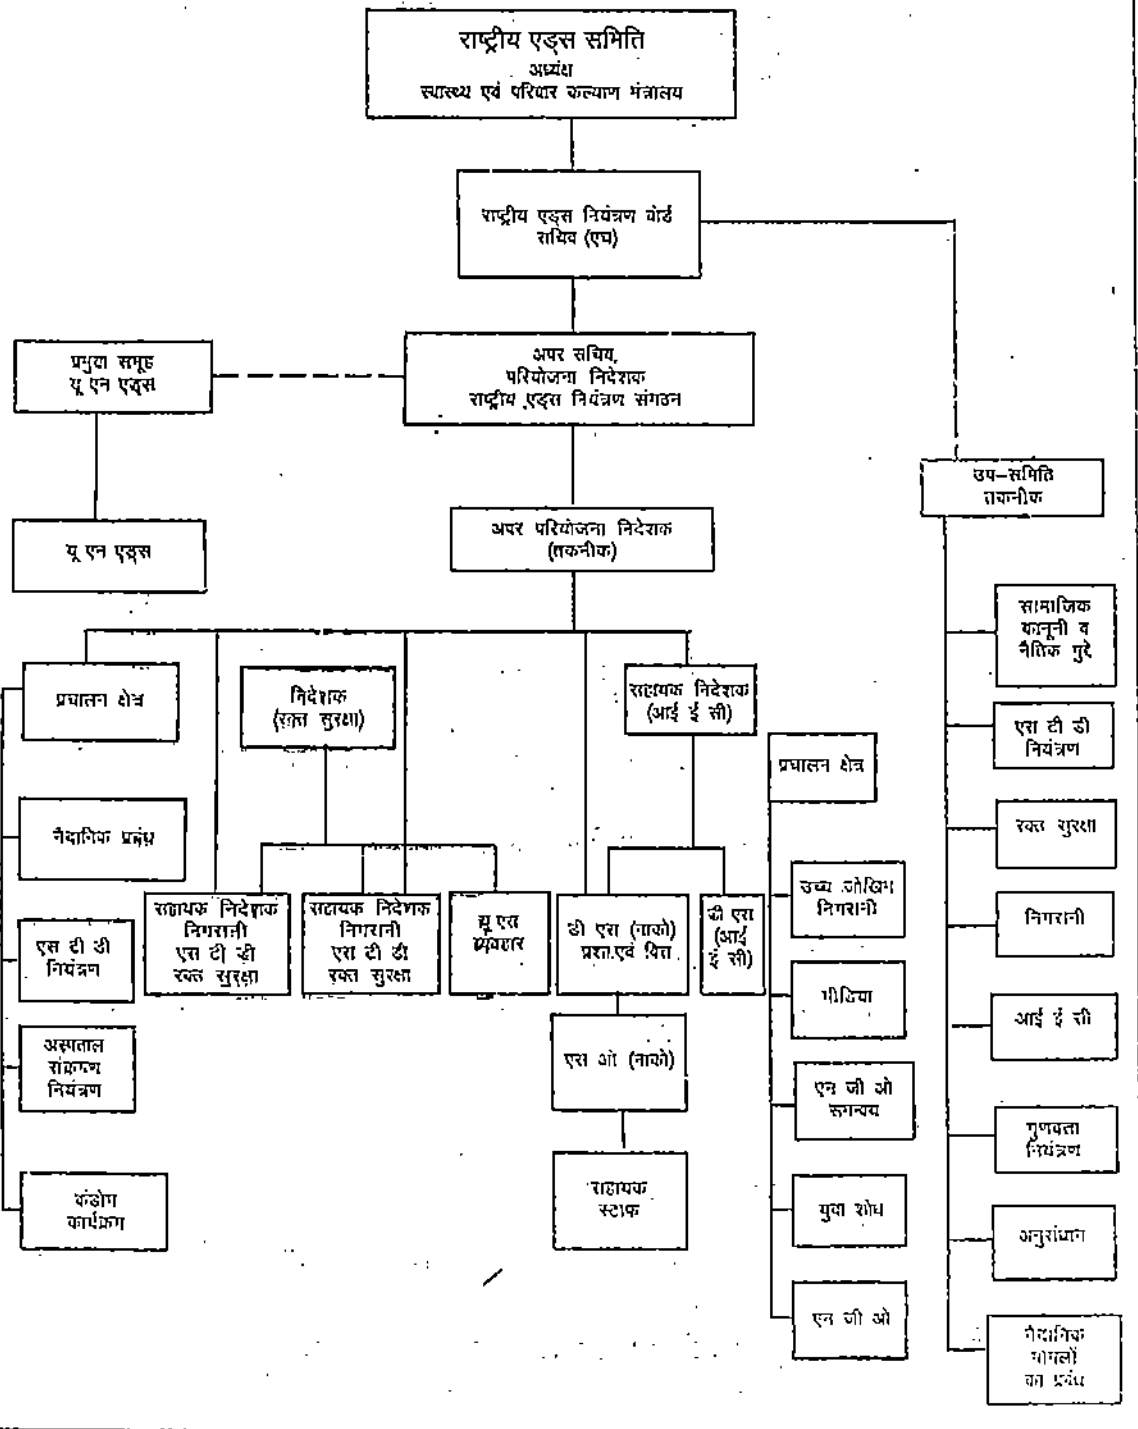 राष्ट्रीय एड्स समिति
अध्यक्ष
स्वास्थ्य एवं परिवार कल्याण मंत्रालय
राष्ट्रीय एड्स नियंत्रण बोर्ड
सचिव (एच)
अपर सचिव,
परियोजना निदेशक
राष्ट्रीय एड्स नियंत्रण संगठन
प्रमुख समूह
यू एन एड्स
यू एन एड्स
अपर परियोजना निदेशक
(तकनीक)
उप-समिति
तकनीक
प्रचालन क्षेत्र
नैदानिक प्रबंध
एस टी डी
नियंत्रण
अस्पताल
संक्रमण
नियंत्रण
कंडोम
कार्यक्रम
निदेशक
(रक्त सुरक्षा)
सहायक निदेशक
(आई ई सी)
सहायक निदेशक
निगरानी
एस टी डी
रक्त सुरक्षा
सहायक निदेशक
निगरानी
एस टी डी
रक्त सुरक्षा
यू एस
व्यवहार
डी एस (नाको)
प्रशा.एवं वित्त
डी एस
(आई
ई सी)
एस ओ (नाको)
सहायक
स्टाफ
प्रचालन क्षेत्र
उच्च जोखिम
निगरानी
मीडिया
एन जी ओ
समन्वय
युवा शोध
एन जी ओ
सामाजिक
कानूनी व
नैतिक मुद्दे
एस टी डी
नियंत्रण
रक्त सुरक्षा
निगरानी
आई ई सी
गुणवत्ता
नियंत्रण
अनुसंधान
नैदानिक
मामलों
का प्रबंध